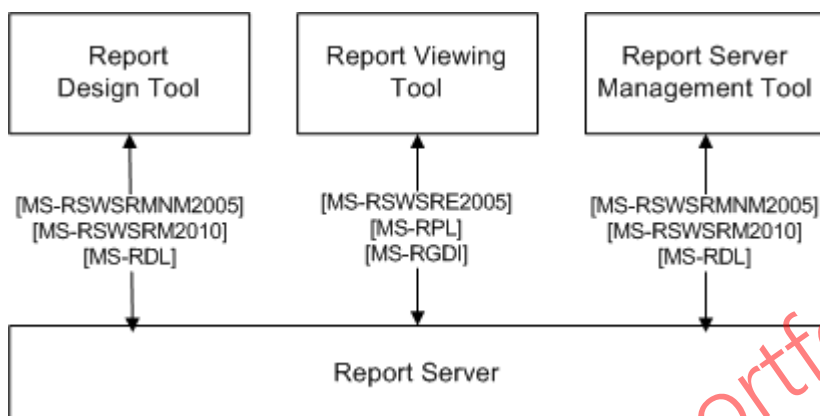 Report
Design Tool
Report Viewing
Tool
Report Server
Management Tool
[MS-RSWSRMNM2005]
[MS-RSWSRM2010]
[MS-RDL]
[MS-RSWSRE2005]
[MS-RPL]
[MS-RGDI]
[MS-RSWSRMNM2005]
[MS-RSWSRM2010]
[MS-RDL]
Report Server